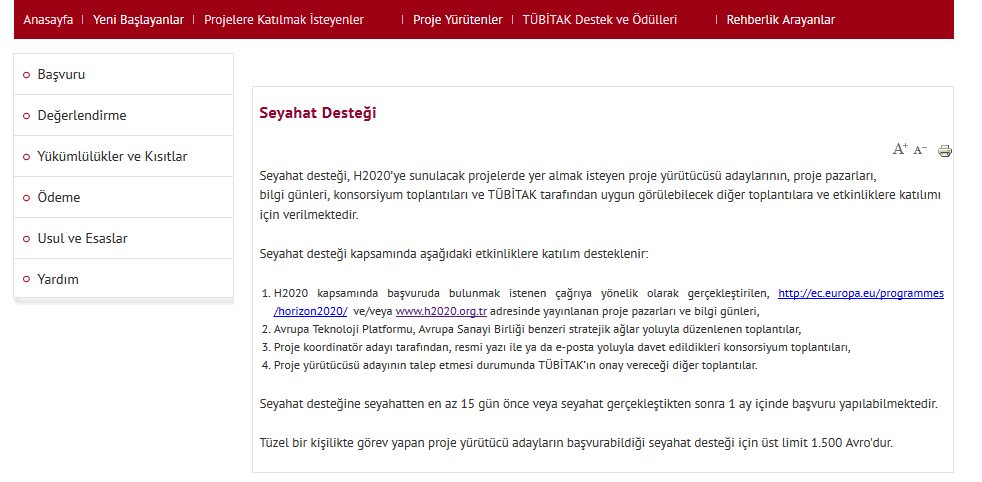 Anasayfa | Yeni Başlayanlar | Projelere Katılmak İsteyenler | Proje Yürütenler | TÜBİTAK Destek ve Ödülleri | Rehberlik Arayanlar
Başvuru
Değerlendirme
Yükümlülükler ve Kısıtlar
Ödeme
Usul ve Esaslar
Yardım
Seyahat Desteği
A+ A−
Seyahat desteği, H2020'ye sunulacak projelerde yer almak isteyen proje yürütücüsü adaylarının, proje pazarları,
bilgi günleri, konsorsiyum toplantıları ve TÜBİTAK tarafından uygun görülebilecek diğer toplantılara ve etkinliklere katılımı
için verilmektedir.
Seyahat desteği kapsamında aşağıdaki etkinliklere katılım desteklenir:
1. H2020 kapsamında başvuruda bulunmak istenen çağrıya yönelik olarak gerçekleştirilen, http://ec.europa.eu/programmes
/horizon2020/ ve/veya www.h2020.org.tr adresinde yayınlanan proje pazarları ve bilgi günleri,
2. Avrupa Teknoloji Platformu, Avrupa Sanayi Birliği benzeri stratejik ağlar yoluyla düzenlenen toplantılar,
3. Proje koordinatör adayı tarafından, resmi yazı ile ya da e-posta yoluyla davet edildikleri konsorsiyum toplantıları,
4. Proje yürütücüsü adayının talep etmesi durumunda TÜBİTAK'ın onay vereceği diğer toplantılar.
Seyahat desteğine seyahatten en az 15 gün önce veya seyahat gerçekleştikten sonra 1 ay içinde başvuru yapılabilmektedir.
Tüzel bir kişilikte görev yapan proje yürütücü adayların başvurabildiği seyahat desteği için üst limit 1.500 Avro'dur.